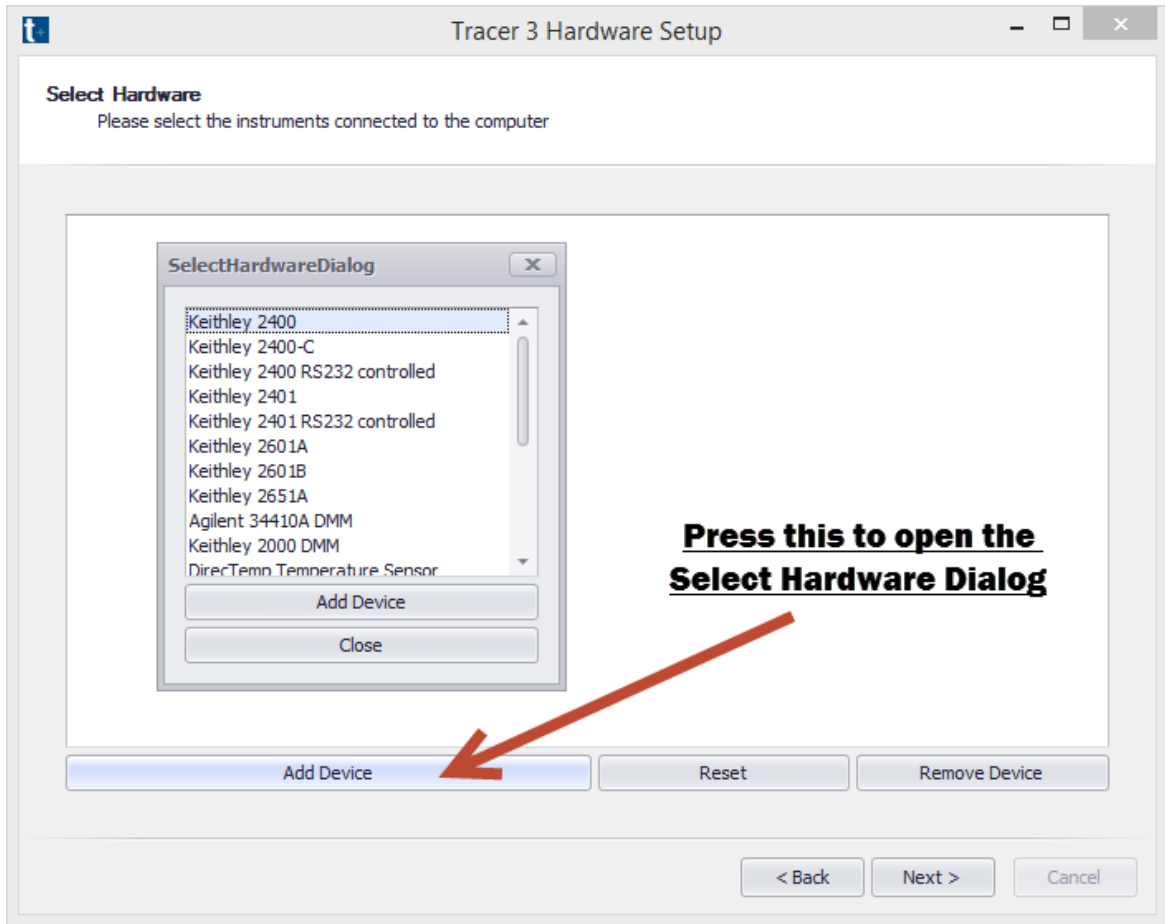 t+
Tracer 3 Hardware Setup
Select Hardware
Please select the instruments connected to the computer
SelectHardwareDialog
Keithley 2400
Keithley 2400-C
Keithley 2400 RS232 controlled
Keithley 2401
Keithley 2401 RS232 controlled
Keithley 2601A
Keithley 2601B
Keithley 2651A
Agilent 34410A DMM
Keithley 2000 DMM
DirecTemp Temperature Sensor
Add Device
Close
Press this to open the
Select Hardware Dialog
Add Device
Reset
Remove Device
< Back
Next >
Cancel